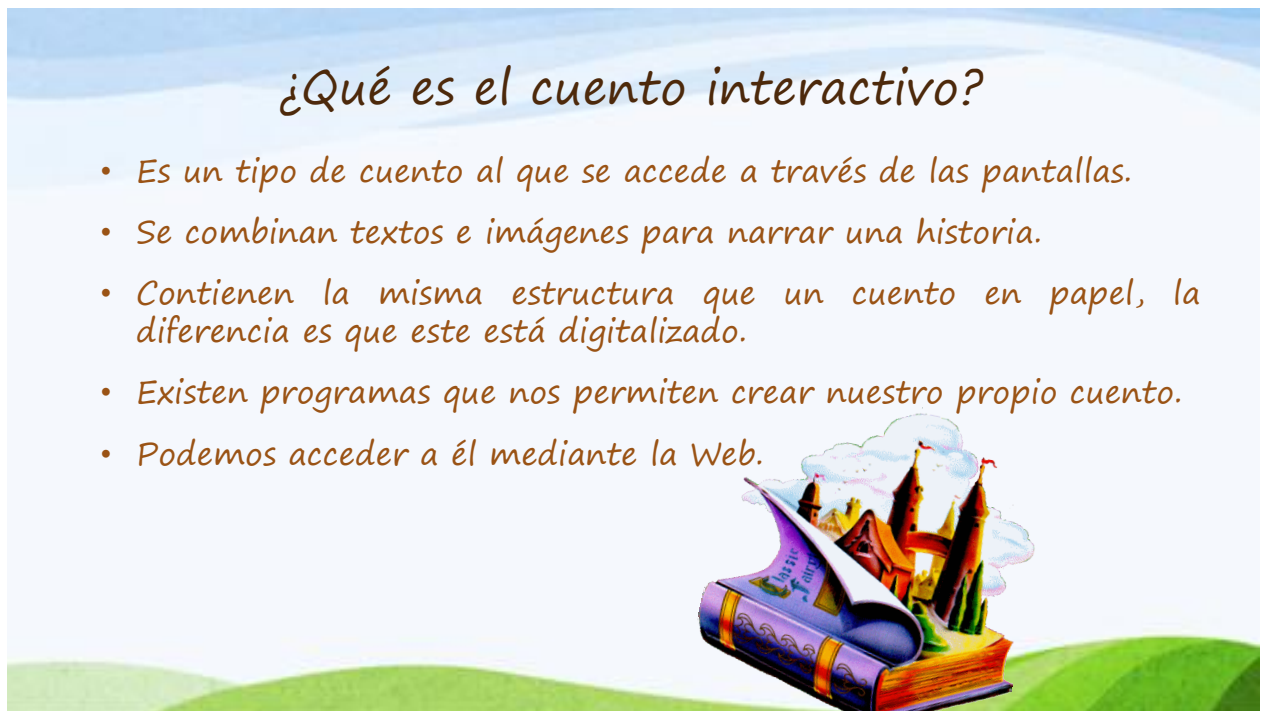 ¿Qué es el cuento interactivo?
• Es un tipo de cuento al que se accede a través de las pantallas.
• Se combinan textos e imágenes para narrar una historia.
• Contienen la misma estructura que un cuento en papel, la
diferencia es que este está digitalizado.
• Existen programas que nos permiten crear nuestro propio cuento.
• Podemos acceder a él mediante la Web.
Classic
Fairy